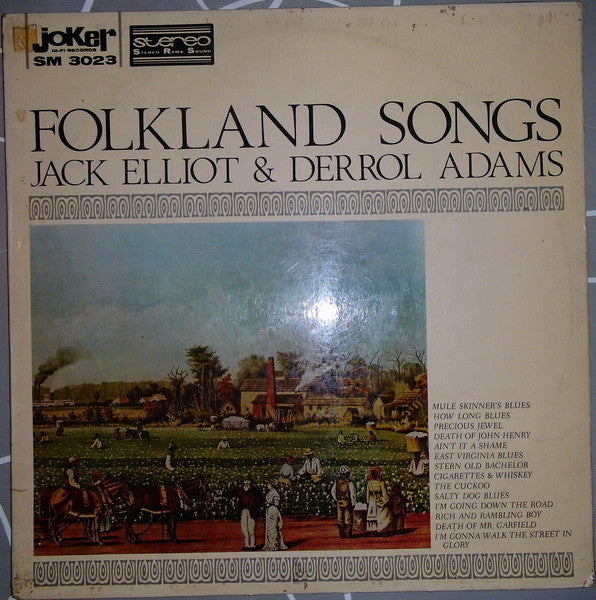 joker
HI-FI RECORDS
SM 3023
stereo
STEREO RAMA SOUND
FOLKLAND SONGS
JACK ELLIOT & DERROL ADAMS
MULE SKINNER'S BLUES
HOW LONG BLUES
PRECIOUS JEWEL
DEATH OF JOHN HENRY
AIN'T IT A SHAME
EAST VIRGINIA BLUES
STERN OLD BACHELOR
CIGARETTES & WHISKEY
THE CUCKOO
SALTY DOG BLUES
I'M GOING DOWN THE ROAD
RICH AND RAMBLING BOY
DEATH OF MR. GARFIELD
I'M GONNA WALK THE STREET IN
GLORY